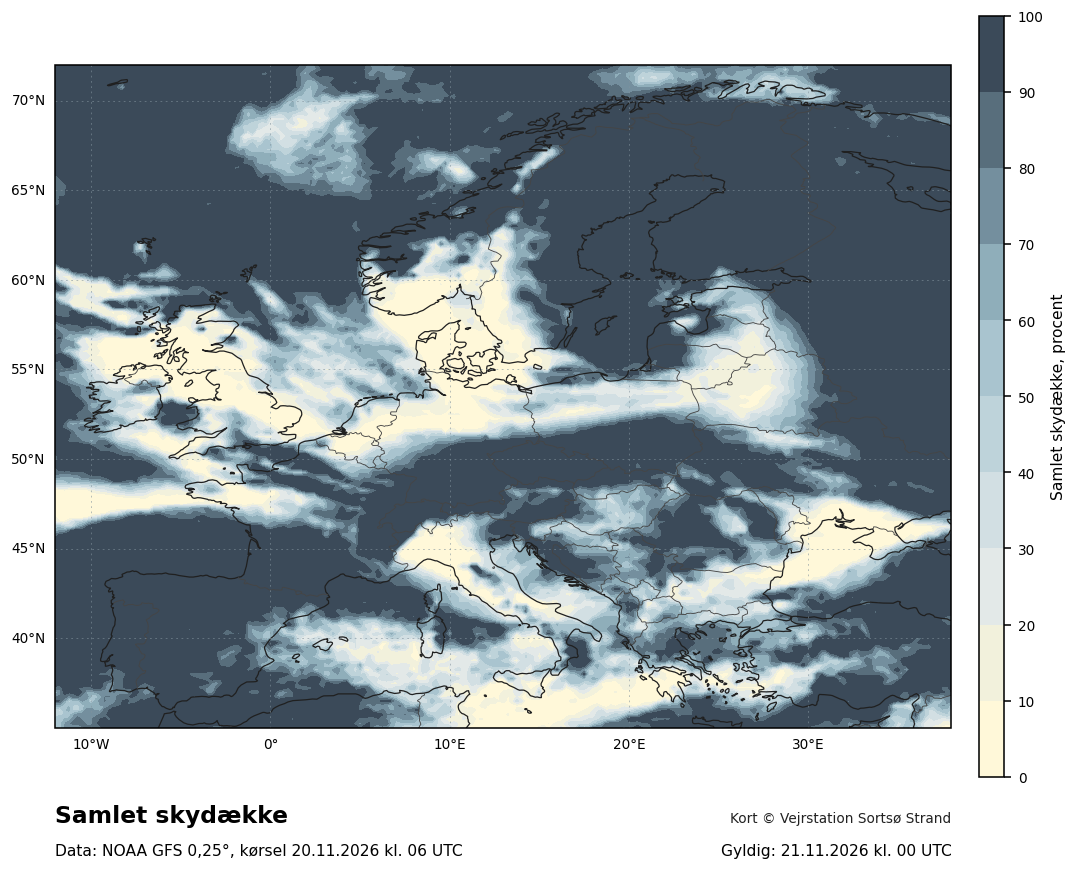 100
90
80
70
60
50
40
30
20
10
0
Samlet skydække, procent
70°N
65°N
60°N
55°N
50°N
45°N
40°N
10°W
0°
10°E
20°E
30°E
Samlet skydække
Kort © Vejrstation Sortsø Strand
Data: NOAA GFS 0,25°, kørsel 20.11.2026 kl. 06 UTC
Gyldig: 21.11.2026 kl. 00 UTC